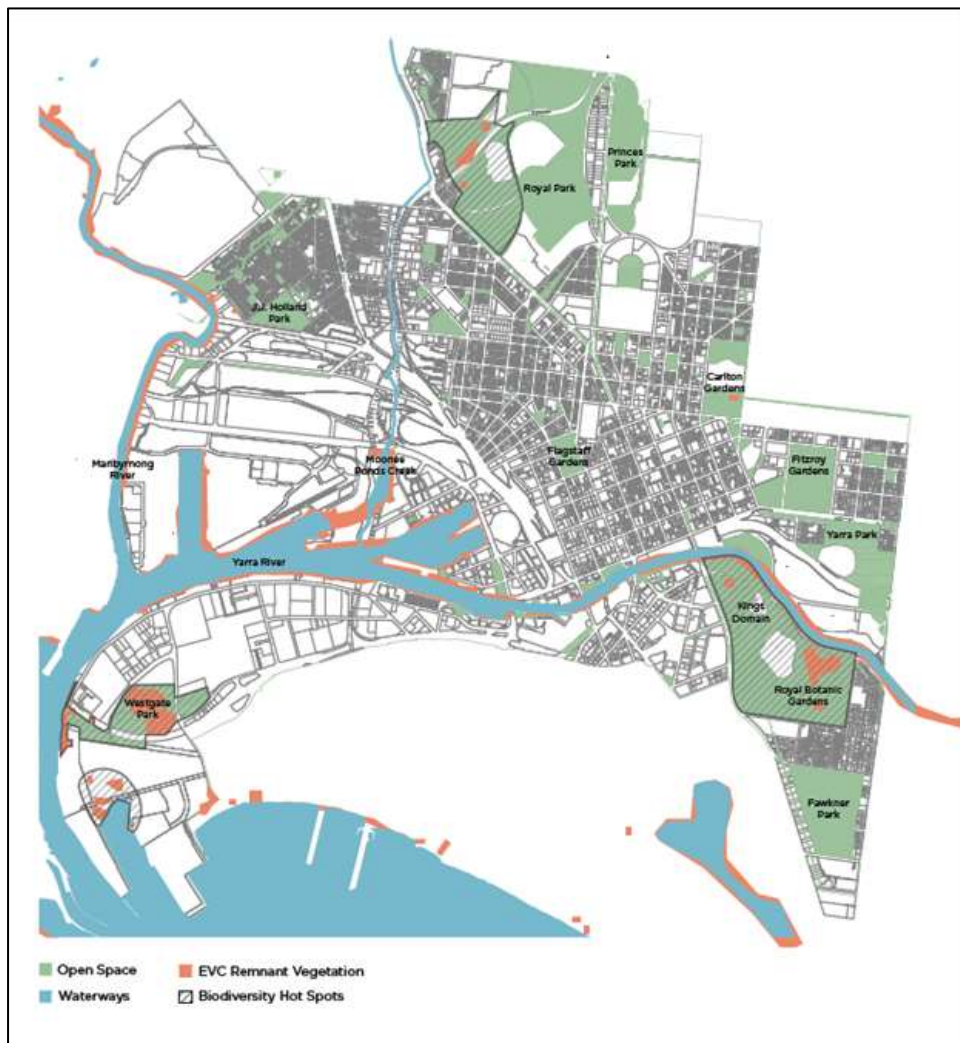 Princes
Park
Royal Park
J.J. Holland
Park
Carlton
Gardens
Maribyrnong
River
Moonee
Ponds Creek
Flagstaff
Gardens
Fitzroy
Gardens
Yarra Park
Yarra River
Kings
Domain
Royal Botanic
Gardens
Westgate
Park
Fawkner
Park
Open Space
EVC Remnant Vegetation
Waterways
Biodiversity Hot Spots